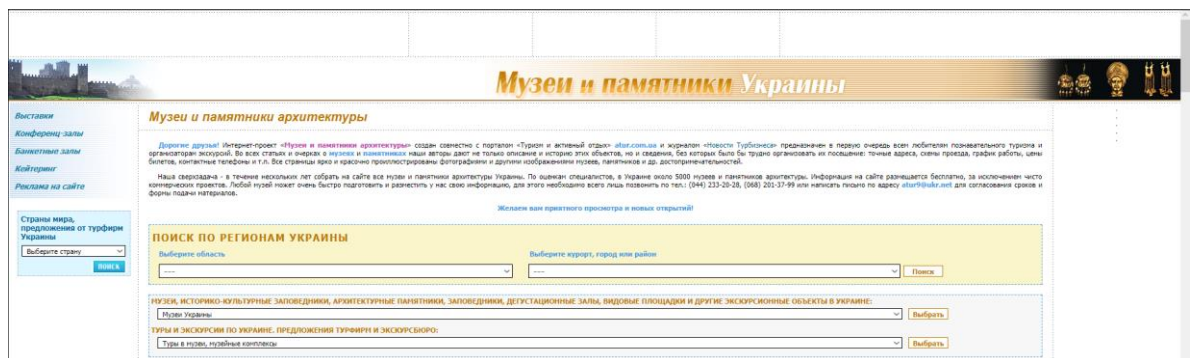 Музеи и памятники Украины
Выставки
Конференц-залы
Банкетные залы
Кейтеринг
Реклама на сайте
Страны мира,
предложения от турфирм
Украины
Выберите страну
ПОИСК
Музеи и памятники архитектуры
Дорогие друзья! Интернет-проект «Музеи и памятники архитектуры» создан совместно с порталом «Туризм и активный отдых» atur.com.ua и журналом «Новости Турбизнеса» предназначен в первую очередь всем любителям познавательного туризма и
организаторам экскурсий. Во всех статьях и очерках о музеях и памятниках наши авторы дают не только описание и историю этих объектов, но и сведения, без которых было бы трудно организовать их посещение: точные адреса, схемы проезда, график работы, цены
билетов, контактные телефоны и т.п. Все страницы ярко и красочно проиллюстрированы фотографиями и другими изображениями музеев, памятников и др. достопримечательностей.
Наша сверхзадача - в течение нескольких лет собрать на сайте все музеи и памятники архитектуры Украины. По оценкам специалистов, в Украине около 5000 музеев и памятников архитектуры. Информация на сайте размещается бесплатно, за исключением чисто
коммерческих проектов. Любой музей может очень быстро подготовить и разместить у нас свою информацию, для этого необходимо всего лишь позвонить по тел.: (044) 233-20-28, (068) 201-37-99 или написать письмо по адресу atur9@ukr.net для согласования сроков и
формы подачи материалов.
Желаем вам приятного просмотра и новых открытий!
ПОИСК ПО РЕГИОНАМ УКРАИНЫ
Выберите область
Выберите курорт, город или район
----
----
Поиск
МУЗЕИ, ИСТОРИКО-КУЛЬТУРНЫЕ ЗАПОВЕДНИКИ, АРХИТЕКТУРНЫЕ ПАМЯТНИКИ, ЗАПОВЕДНИКИ, ДЕГУСТАЦИОННЫЕ ЗАЛЫ, ВИДОВЫЕ ПЛОЩАДКИ И ДРУГИЕ ЭКСКУРСИОННЫЕ ОБЪЕКТЫ В УКРАИНЕ:
Музеи Украины
Выбрать
ТУРЫ И ЭКСКУРСИИ ПО УКРАИНЕ. ПРЕДЛОЖЕНИЯ ТУРФИРМ И ЭКСКУРСБЮРО:
Туры в музеи, музейные комплексы
Выбрать